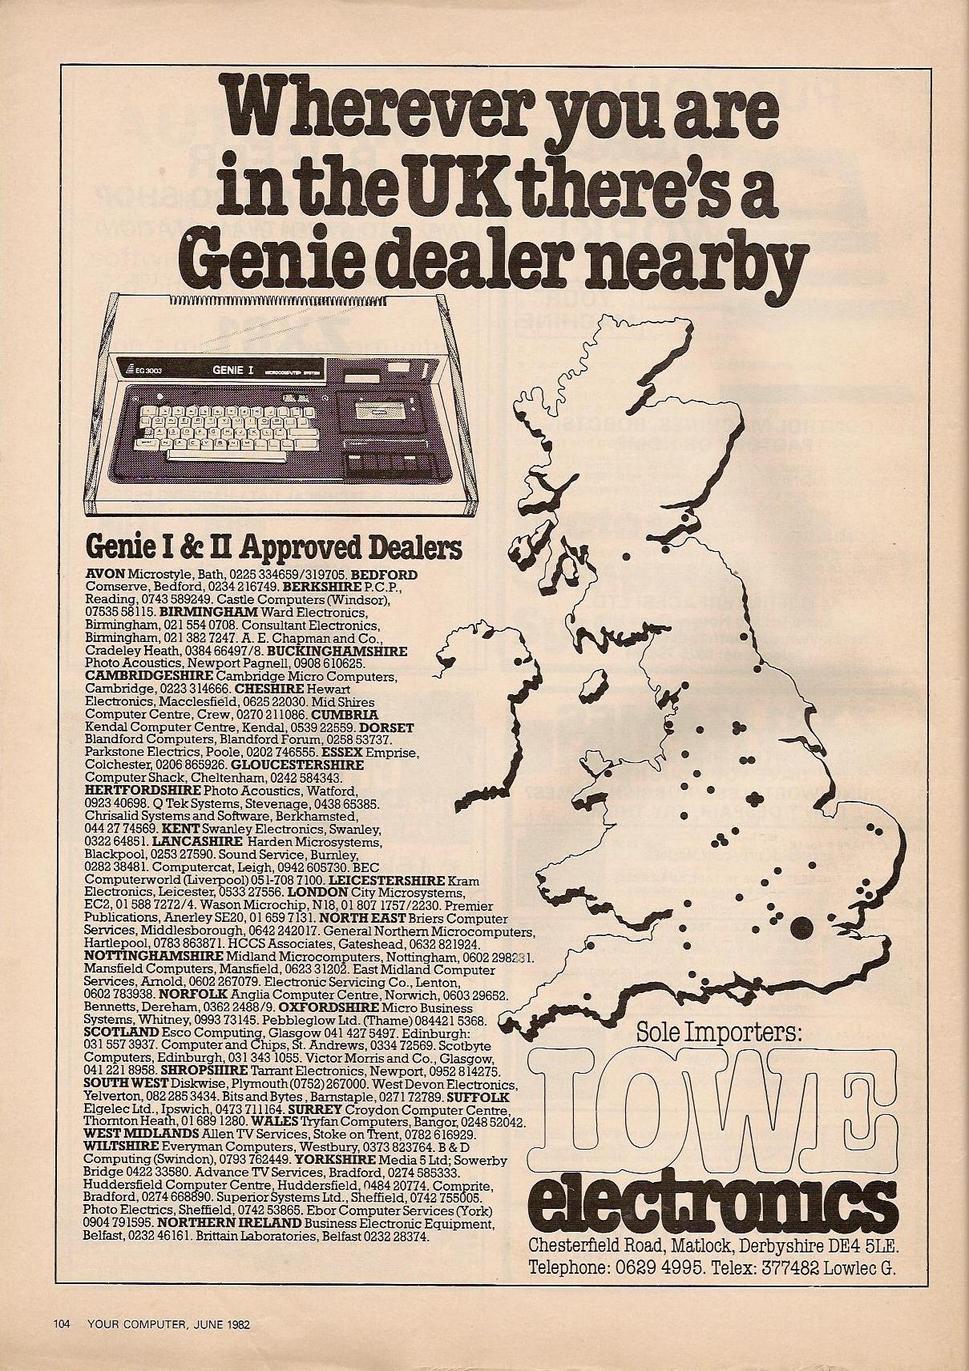 Wherever you are
in the UK there's a
Genie dealer nearby
EG 3003 GENIE I MICROCOMPUTER SYSTEM
Genie I & II Approved Dealers
AVON Microstyle, Bath, 0225 334659/319705. BEDFORD
Comserve, Bedford, 0234 216749. BERKSHIRE P.C.P.,
Reading, 0743 589249. Castle Computers (Windsor),
07535 58115. BIRMINGHAM Ward Electronics,
Birmingham, 021 554 0708. Consultant Electronics,
Birmingham, 021 382 7247. A. E. Chapman and Co.,
Cradeley Heath, 0384 66497/8. BUCKINGHAMSHIRE
Photo Acoustics, Newport Pagnell, 0908 610625.
CAMBRIDGESHIRE Cambridge Micro Computers,
Cambridge, 0223 314666. CHESHIRE Hewart
Electronics, Macclesfield, 0625 22030. Mid Shires
Computer Centre, Crew, 0270 211086. CUMBRIA
Kendal Computer Centre, Kendal, 0539 22559. DORSET
Blandford Computers, Blandford Forum, 0258 53737.
Parkstone Electrics, Poole, 0202 746555. ESSEX Emprise,
Colchester, 0206 865926. GLOUCESTERSHIRE
Computer Shack, Cheltenham, 0242 584343.
HERTFORDSHIRE Photo Acoustics, Watford,
0923 40698. Q Tek Systems, Stevenage, 0438 65385.
Chrisalid Systems and Software, Berkhamsted,
044 27 74569. KENT Swanley Electronics, Swanley,
0322 64851. LANCASHIRE Harden Microsystems,
Blackpool, 0253 27590. Sound Service, Burnley,
0282 38481. Computercat, Leigh, 0942 605730. BEC
Computerworld (Liverpool) 051-708 7100. LEICESTERSHIRE Kram
Electronics, Leicester, 0533 27556. LONDON City Microsystems,
EC2, 01 588 7272/4. Wason Microchip, N18, 01 807 1757/2230. Premier
Publications, Anerley SE20, 01 659 7131. NORTH EAST Briers Computer
Services, Middlesborough, 0642 242017. General Northern Microcomputers,
Hartlepool, 0783 863871. HCCS Associates, Gateshead, 0632 821924.
NOTTINGHAMSHIRE Midland Microcomputers, Nottingham, 0602 298281.
Mansfield Computers, Mansfield, 0623 31202. East Midland Computer
Services, Arnold, 0602 267079. Electronic Servicing Co., Lenton,
0602 783938. NORFOLK Anglia Computer Centre, Norwich, 0603 29652.
Bennetts, Dereham, 0362 2488/9. OXFORDSHIRE Micro Business
Systems, Whitney, 0993 73145. Pebbleglow Ltd. (Thame) 084421 5368.
SCOTLAND Esco Computing, Glasgow 041 427 5497. Edinburgh:
031 557 3937. Computer and Chips, St. Andrews, 0334 72569. Scotbyte
Computers, Edinburgh, 031 343 1055. Victor Morris and Co., Glasgow,
041 221 8958. SHROPSHIRE Tarrant Electronics, Newport, 0952 814275.
SOUTH WEST Diskwise, Plymouth (0752) 267000. West Devon Electronics,
Yelverton, 082 285 3434. Bits and Bytes, Barnstaple, 0271 72789. SUFFOLK
Elgelec Ltd., Ipswich, 0473 711164. SURREY Croydon Computer Centre,
Thornton Heath, 01 689 1280. WALES Tryfan Computers, Bangor, 0248 52042.
WEST MIDLANDS Allen TV Services, Stoke on Trent, 0782 616929.
WILTSHIRE Everyman Computers, Westbury, 0373 823764. B & D
Computing (Swindon), 0793 762449. YORKSHIRE Media 5 Ltd; Sowerby
Bridge 0422 33580. Advance TV Services, Bradford, 0274 585333.
Huddersfield Computer Centre, Huddersfield, 0484 20774. Comprite,
Bradford, 0274 668890. Superior Systems Ltd., Sheffield, 0742 755005.
Photo Electrics, Sheffield, 0742 53865. Ebor Computer Services (York)
0904 791595. NORTHERN IRELAND Business Electronic Equipment,
Belfast, 0232 46161. Brittain Laboratories, Belfast 0232 28374.
Sole Importers:
LOWE
electronics
Chesterfield Road, Matlock, Derbyshire DE4 5LE.
Telephone: 0629 4995. Telex: 377482 Lowlec G.
104 YOUR COMPUTER, JUNE 1982